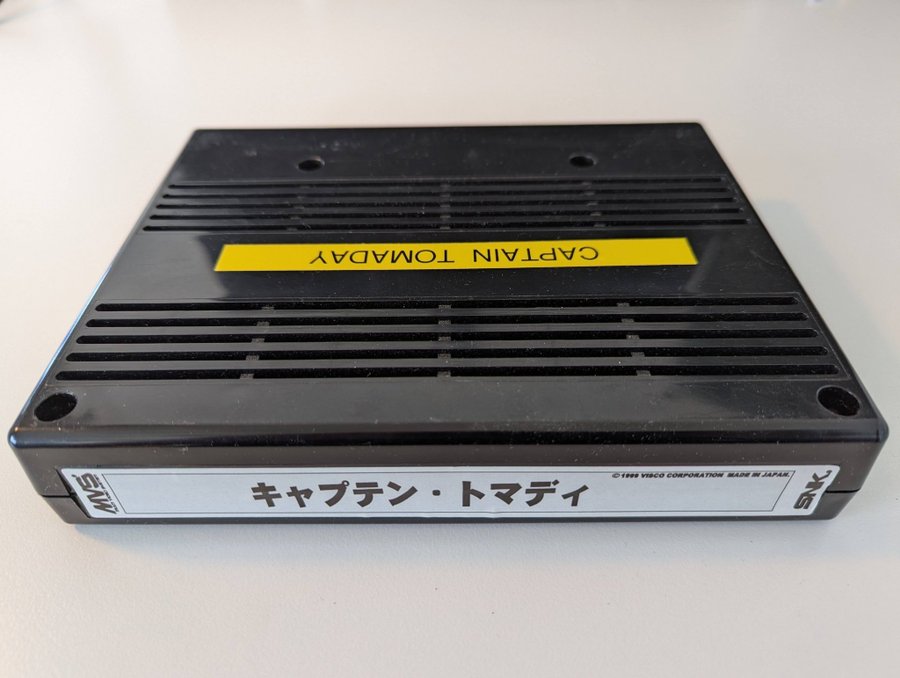 CAPTAIN TOMADAY
MVS
キャプテン・トマディ
©1999 VISCO CORPORATION MADE IN JAPAN.
SNK